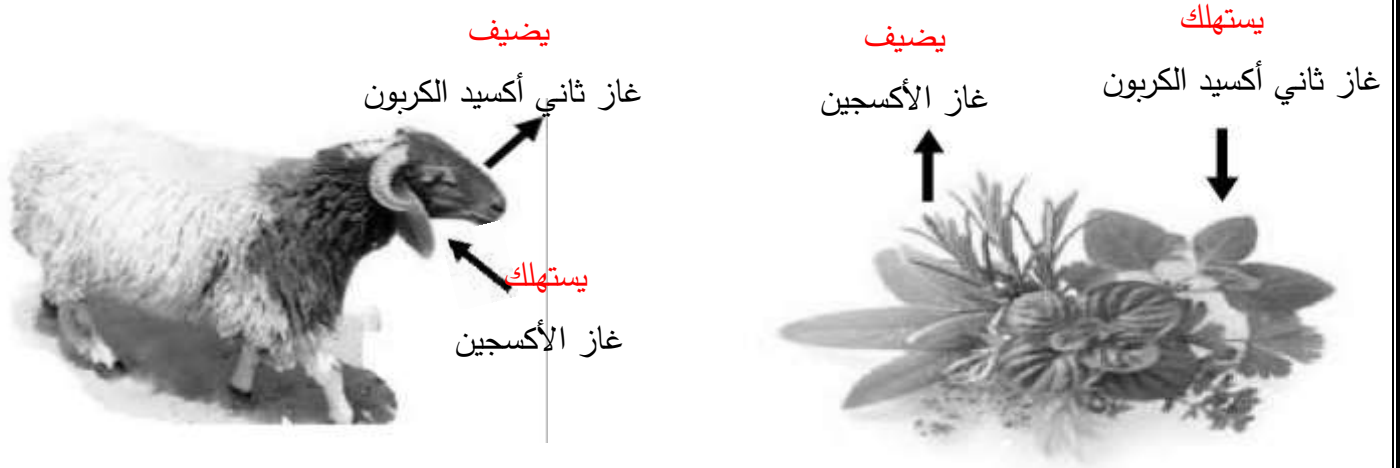 يستهلك
غاز ثاني أكسيد الكربون
يضيف
غاز الأكسجين
يضيف
غاز ثاني أكسيد الكربون
يستهلك
غاز الأكسجين